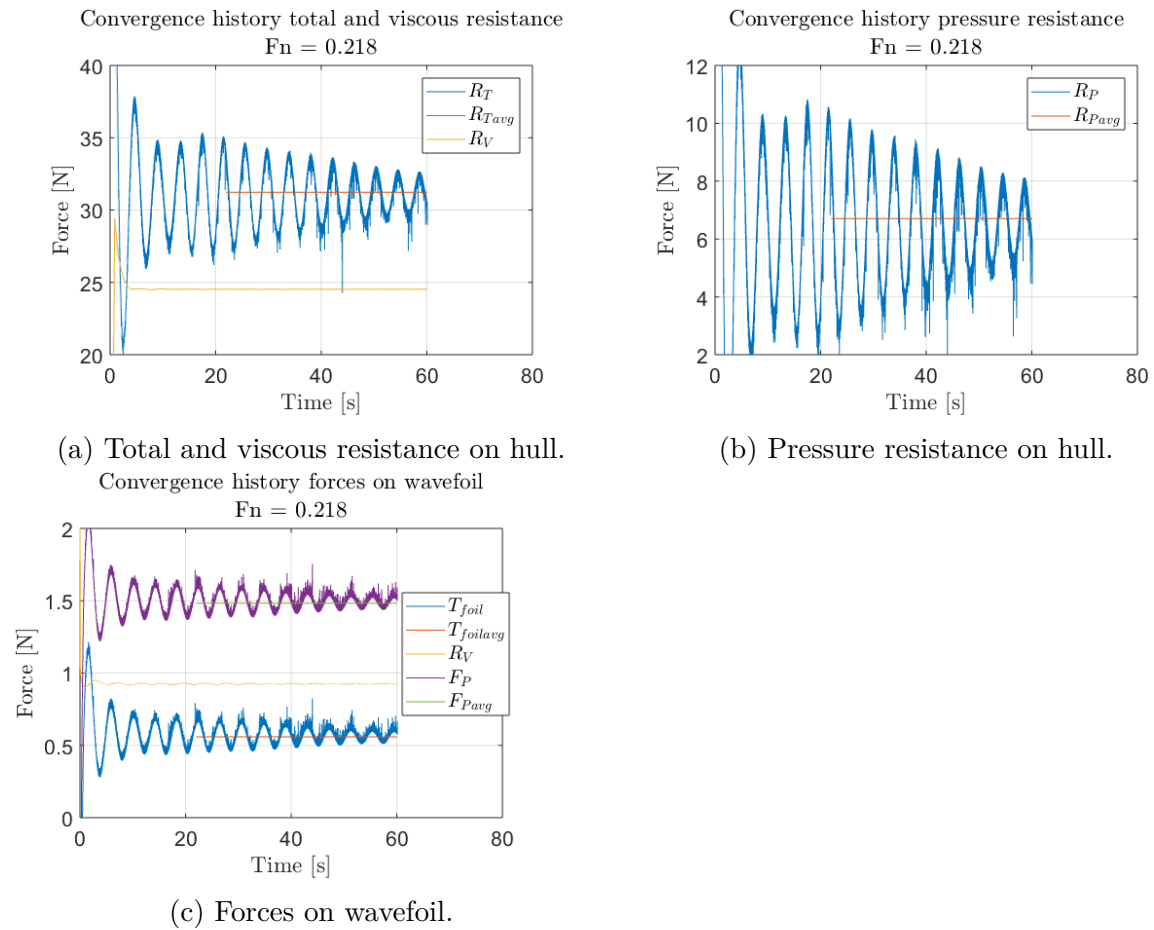 Convergence history total and viscous resistance
Fn = 0.218
40
35
30
25
20
Force [N]
0
20
40
60
80
Time [s]
R_T
R_Tavg
R_V
(a) Total and viscous resistance on hull.
Convergence history pressure resistance
Fn = 0.218
12
10
8
6
4
2
Force [N]
0
20
40
60
80
Time [s]
R_P
R_Pavg
(b) Pressure resistance on hull.
Convergence history forces on wavefoil
Fn = 0.218
2
1.5
1
0.5
0
Force [N]
0
20
40
60
80
Time [s]
T_foil
T_foilavg
R_V
F_P
F_Pavg
(c) Forces on wavefoil.